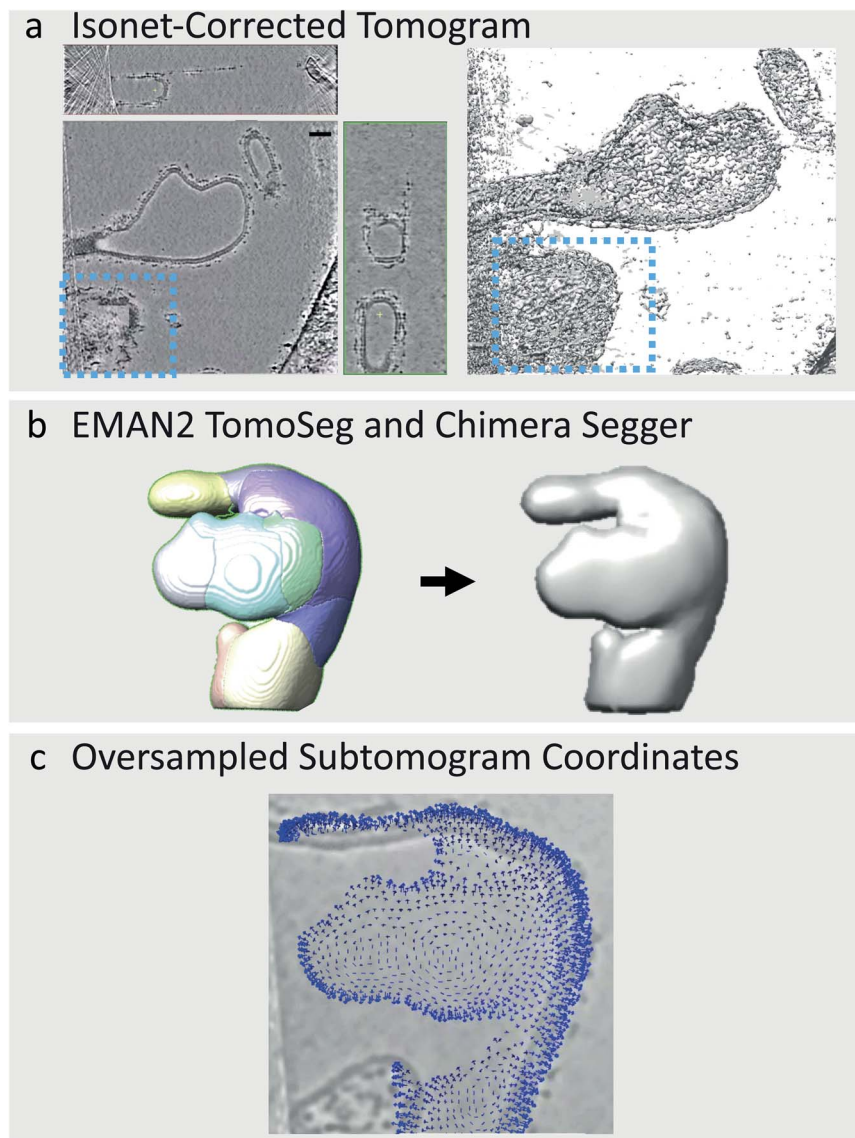 a Isonet-Corrected Tomogram
b EMAN2 TomoSeg and Chimera Segger
c Oversampled Subtomogram Coordinates